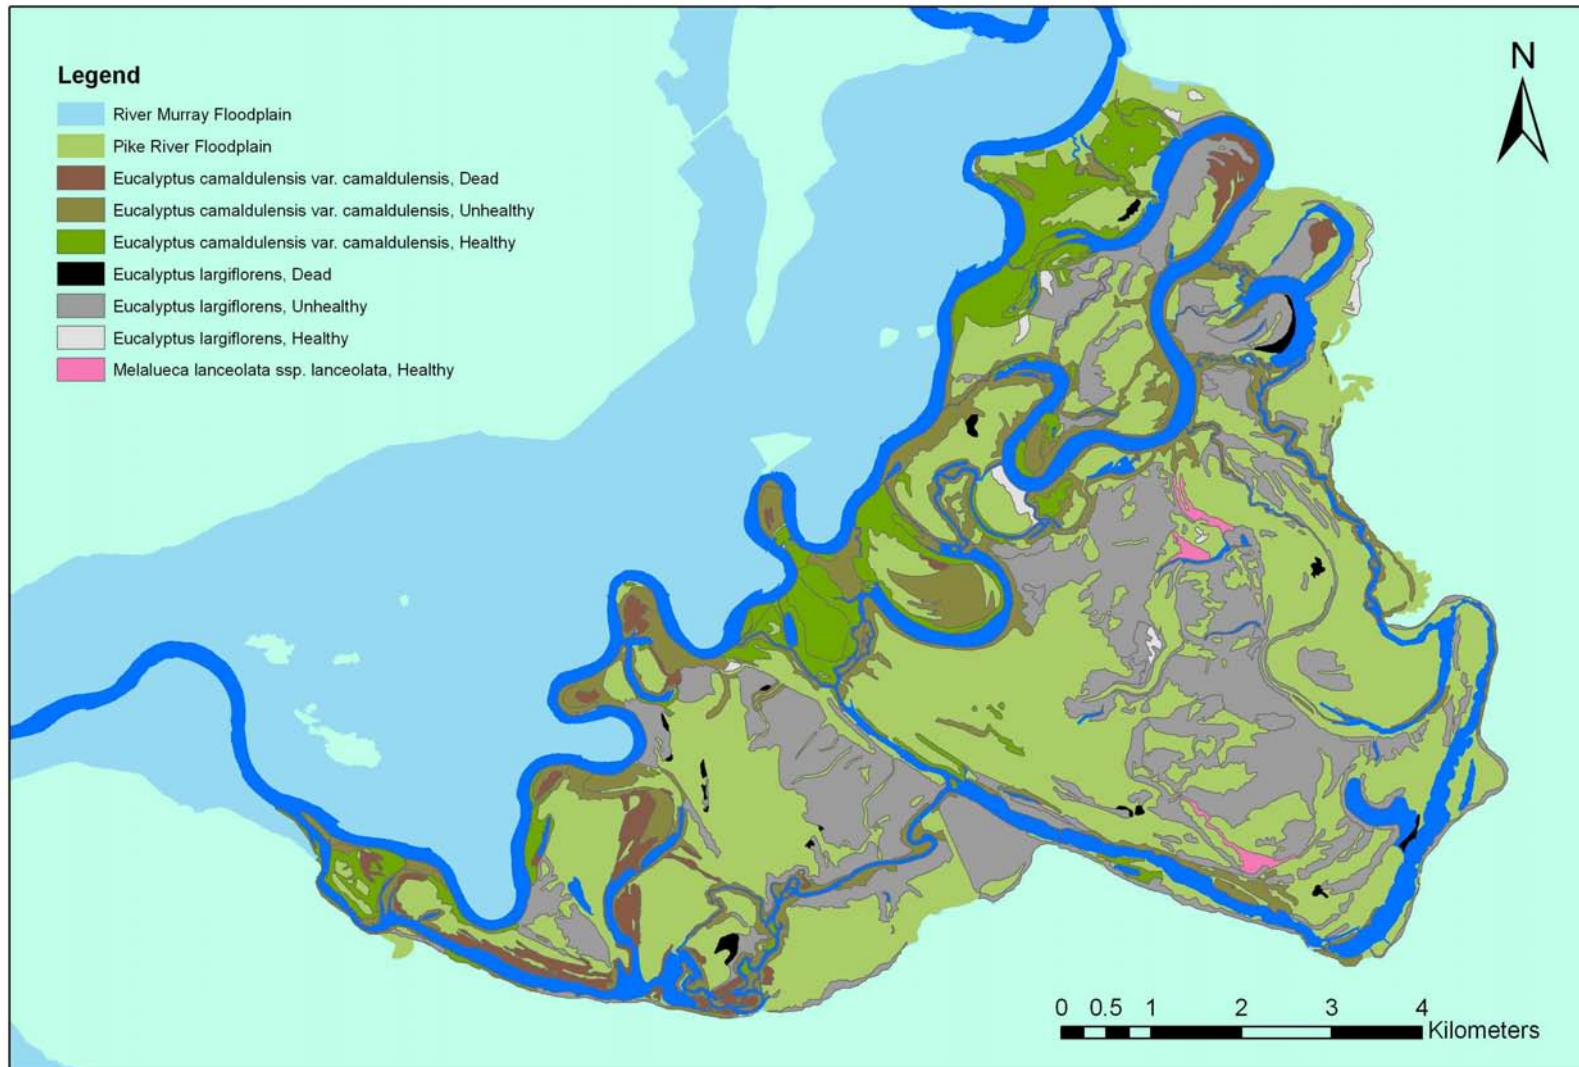 Legend
River Murray Floodplain
Pike River Floodplain
Eucalyptus camaldulensis var. camaldulensis, Dead
Eucalyptus camaldulensis var. camaldulensis, Unhealthy
Eucalyptus camaldulensis var. camaldulensis, Healthy
Eucalyptus largiflorens, Dead
Eucalyptus largiflorens, Unhealthy
Eucalyptus largiflorens, Healthy
Melalueca lanceolata ssp. lanceolata, Healthy
N
0 0.5 1 2 3 4
Kilometers